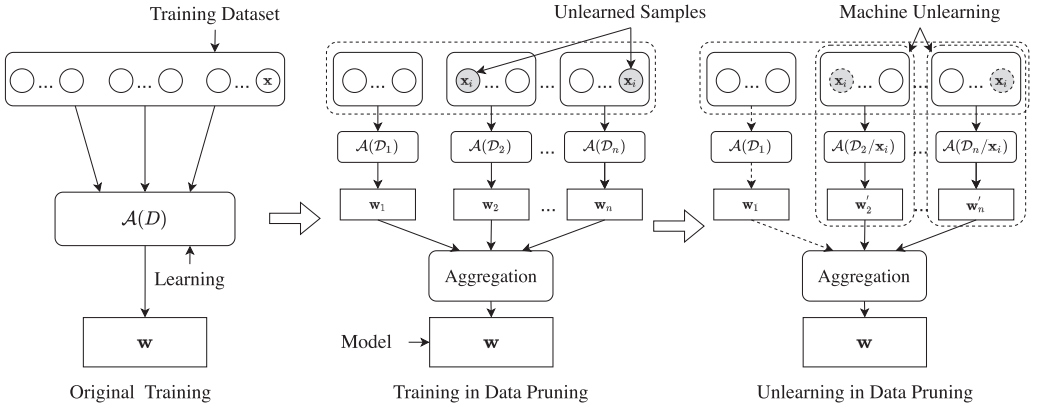 Training Dataset
Unlearned Samples
Machine Unlearning
... ... ... x
... x_i ... ... ... x_i
... x_i ... ... ... x_i
A(D_1) A(D_2) ... A(D_n)
A(D_1) A(D_2/x_i) ... A(D_n/x_i)
A(D)
w_1 w_2 ... w_n
w_1 w_2' ... w_n'
Learning
Aggregation
Aggregation
w
Model
w
w
Original Training
Training in Data Pruning
Unlearning in Data Pruning